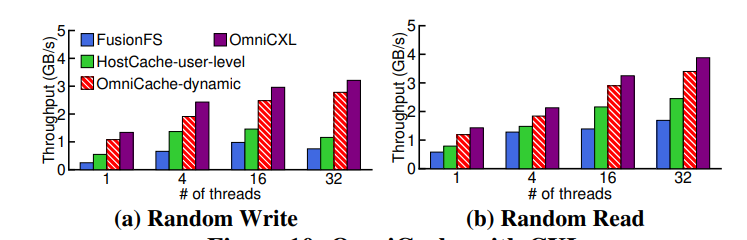 FusionFS
OmniCXL
HostCache-user-level
OmniCache-dynamic
Throughput (GB/s)
5
4
3
2
1
0
1 4 16 32
# of threads
(a) Random Write
Throughput (GB/s)
5
4
3
2
1
0
1 4 16 32
# of threads
(b) Random Read